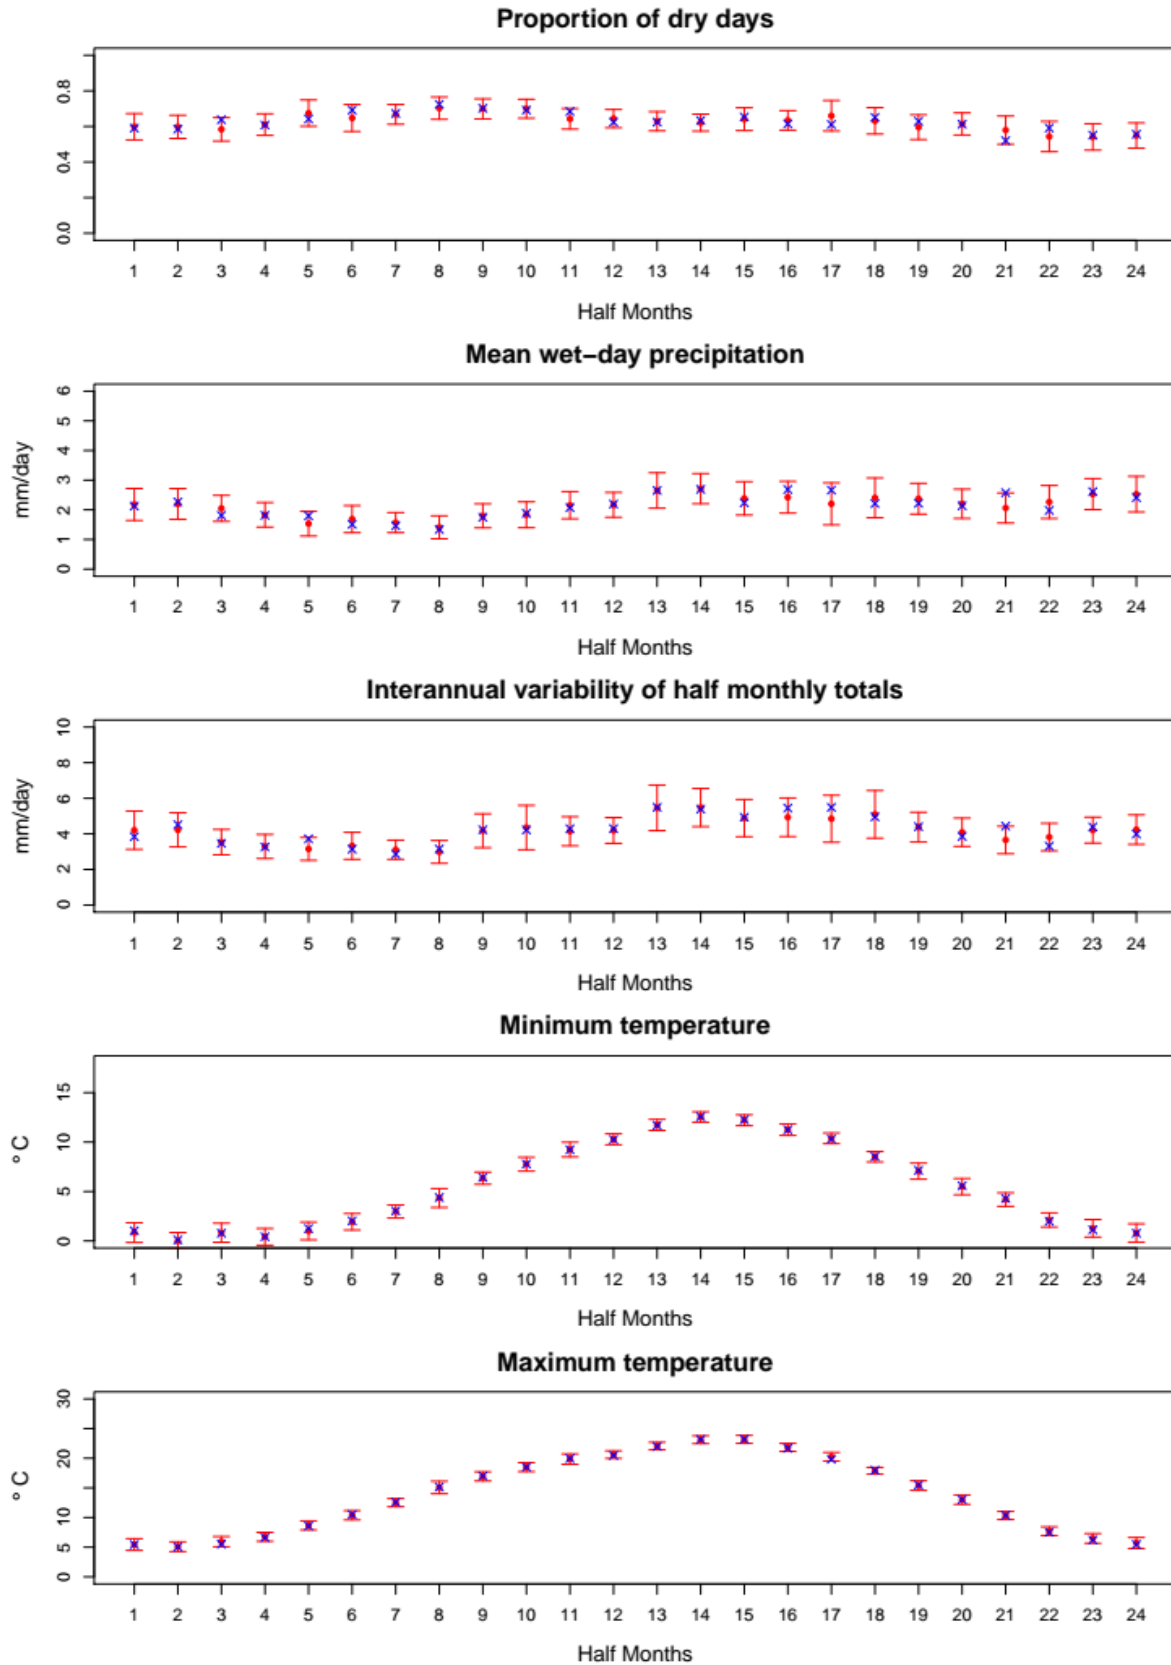 Proportion of dry days
0.8
0.4
0.0
1 2 3 4 5 6 7 8 9 10 11 12 13 14 15 16 17 18 19 20 21 22 23 24
Half Months
Mean wet−day precipitation
mm/day
6
5
4
3
2
1
0
1 2 3 4 5 6 7 8 9 10 11 12 13 14 15 16 17 18 19 20 21 22 23 24
Half Months
Interannual variability of half monthly totals
mm/day
10
8
6
4
2
0
1 2 3 4 5 6 7 8 9 10 11 12 13 14 15 16 17 18 19 20 21 22 23 24
Half Months
Minimum temperature
° C
15
10
5
0
1 2 3 4 5 6 7 8 9 10 11 12 13 14 15 16 17 18 19 20 21 22 23 24
Half Months
Maximum temperature
° C
30
20
10
5
0
1 2 3 4 5 6 7 8 9 10 11 12 13 14 15 16 17 18 19 20 21 22 23 24
Half Months